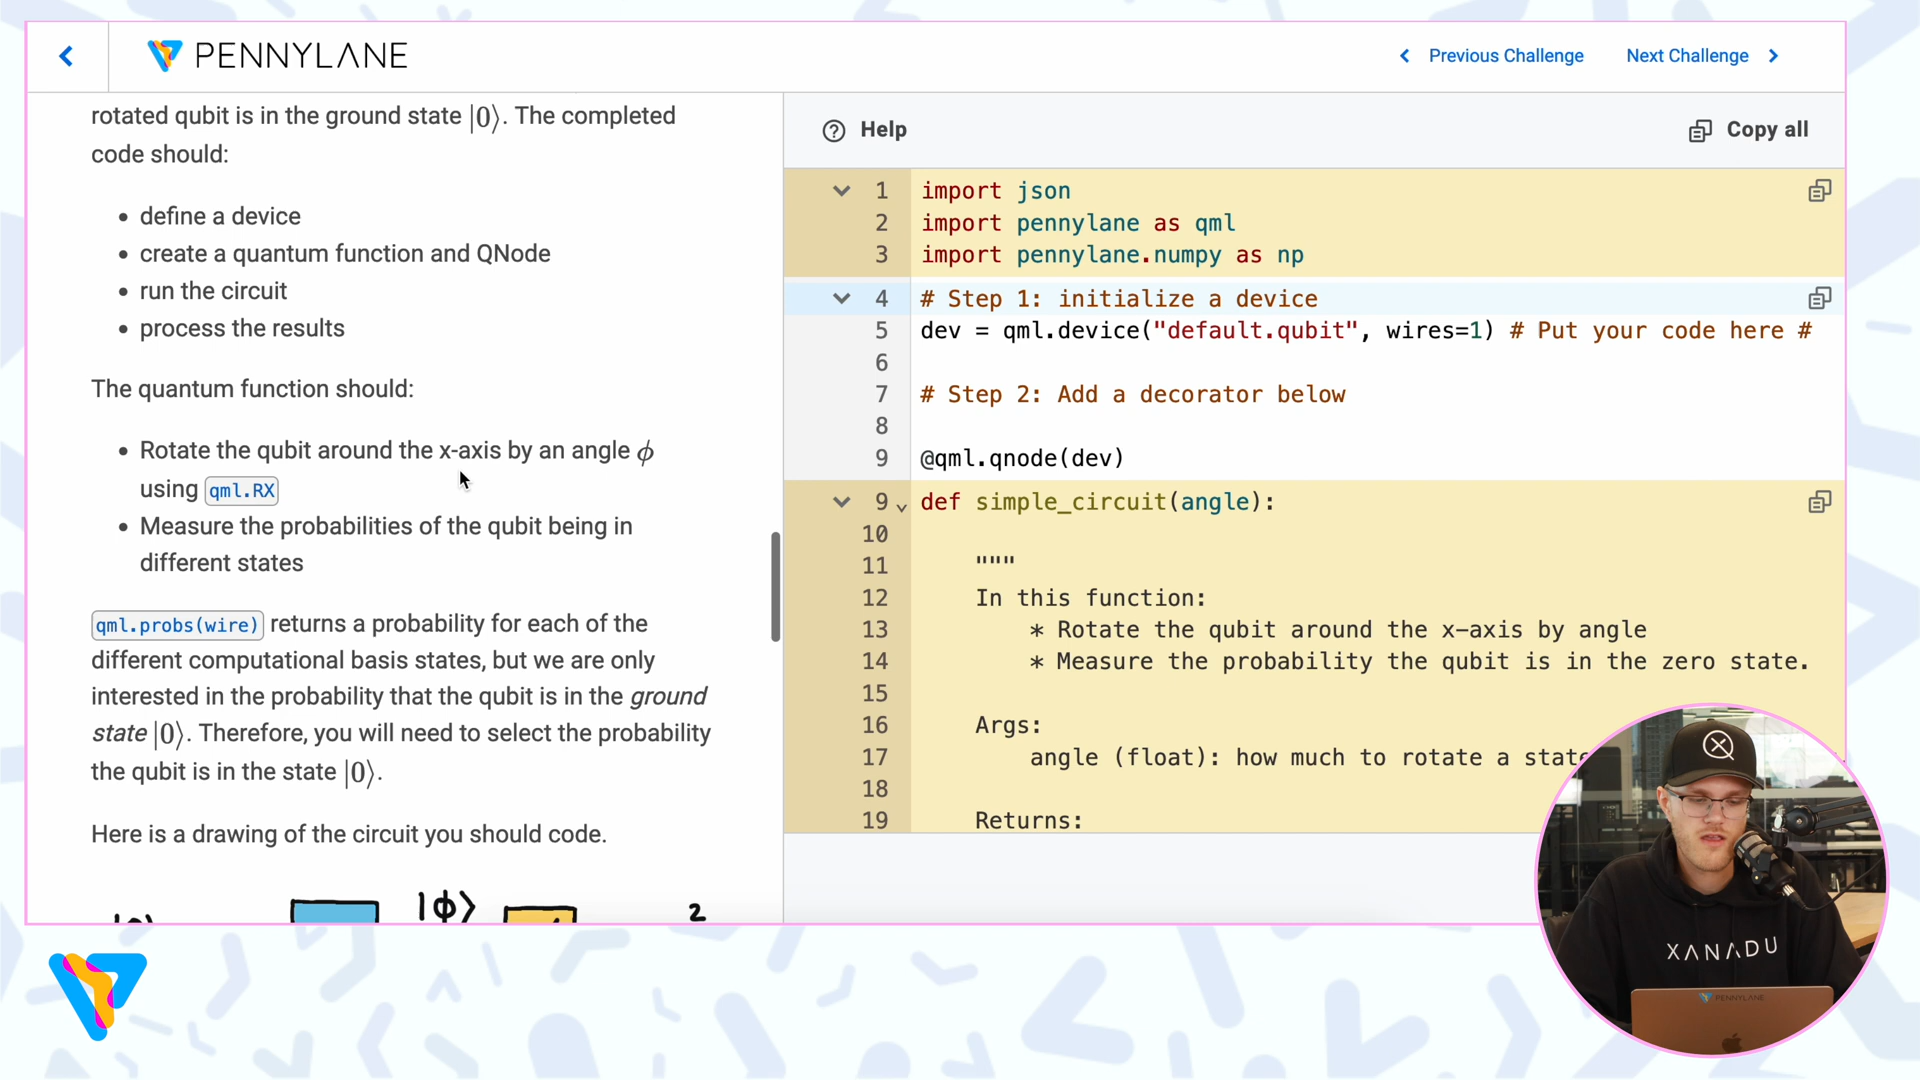 PENNYLANE
Previous Challenge
Next Challenge
rotated qubit is in the ground state |0⟩. The completed
code should:
• define a device
• create a quantum function and QNode
• run the circuit
• process the results
The quantum function should:
• Rotate the qubit around the x-axis by an angle ϕ
using qml.RX
• Measure the probabilities of the qubit being in
different states
qml.probs(wire) returns a probability for each of the
different computational basis states, but we are only
interested in the probability that the qubit is in the ground
state |0⟩. Therefore, you will need to select the probability
the qubit is in the state |0⟩.
Here is a drawing of the circuit you should code.
|ϕ⟩
2
Help
Copy all
1 import json
2 import pennylane as qml
3 import pennylane.numpy as np
4 # Step 1: initialize a device
5 dev = qml.device("default.qubit", wires=1) # Put your code here #
6
7 # Step 2: Add a decorator below
8
9 @qml.qnode(dev)
9 def simple_circuit(angle):
10
11 """
12 In this function:
13 * Rotate the qubit around the x-axis by angle
14 * Measure the probability the qubit is in the zero state.
15
16 Args:
17 angle (float): how much to rotate a state
18
19 Returns:
XANADU
PENNYLANE